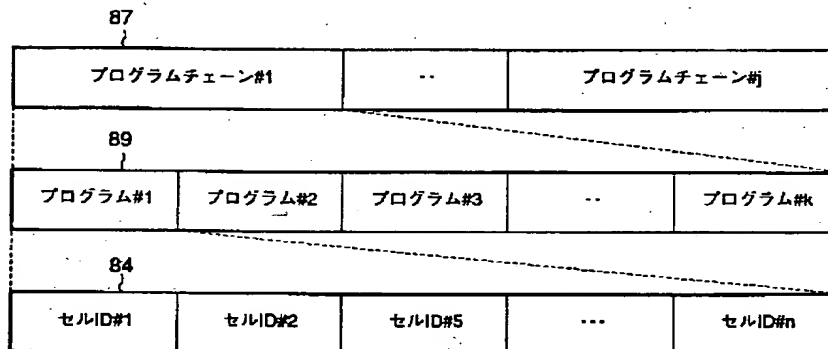 87
プログラムチェーン#1 -- プログラムチェーン#j
89
プログラム#1 プログラム#2 プログラム#3 -- プログラム#k
84
セルID#1 セルID#2 セルID#5 --- セルID#n